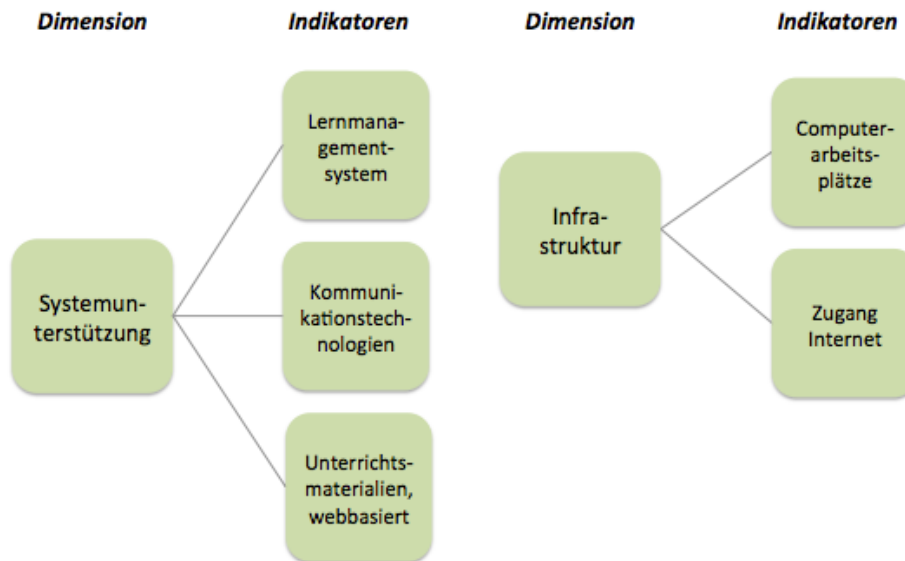 Dimension
Indikatoren
Systemun-
terstützung
Lernmana-
gement-
system
Kommuni-
kationstech-
nologien
Unterrichts-
materialien,
webbasiert
Dimension
Indikatoren
Infra-
struktur
Computer-
arbeits-
plätze
Zugang
Internet